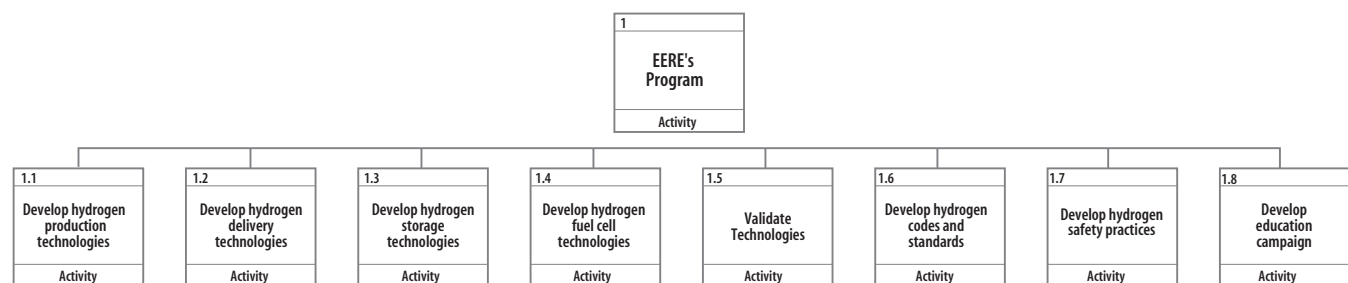 1
EERE's
Program
Activity
1.1
Develop hydrogen
production
technologies
Activity
1.2
Develop hydrogen
delivery
technologies
Activity
1.3
Develop hydrogen
storage
technologies
Activity
1.4
Develop hydrogen
fuel cell
technologies
Activity
1.5
Validate
Technologies
Activity
1.6
Develop hydrogen
codes and
standards
Activity
1.7
Develop hydrogen
safety practices
Activity
1.8
Develop
education
campaign
Activity